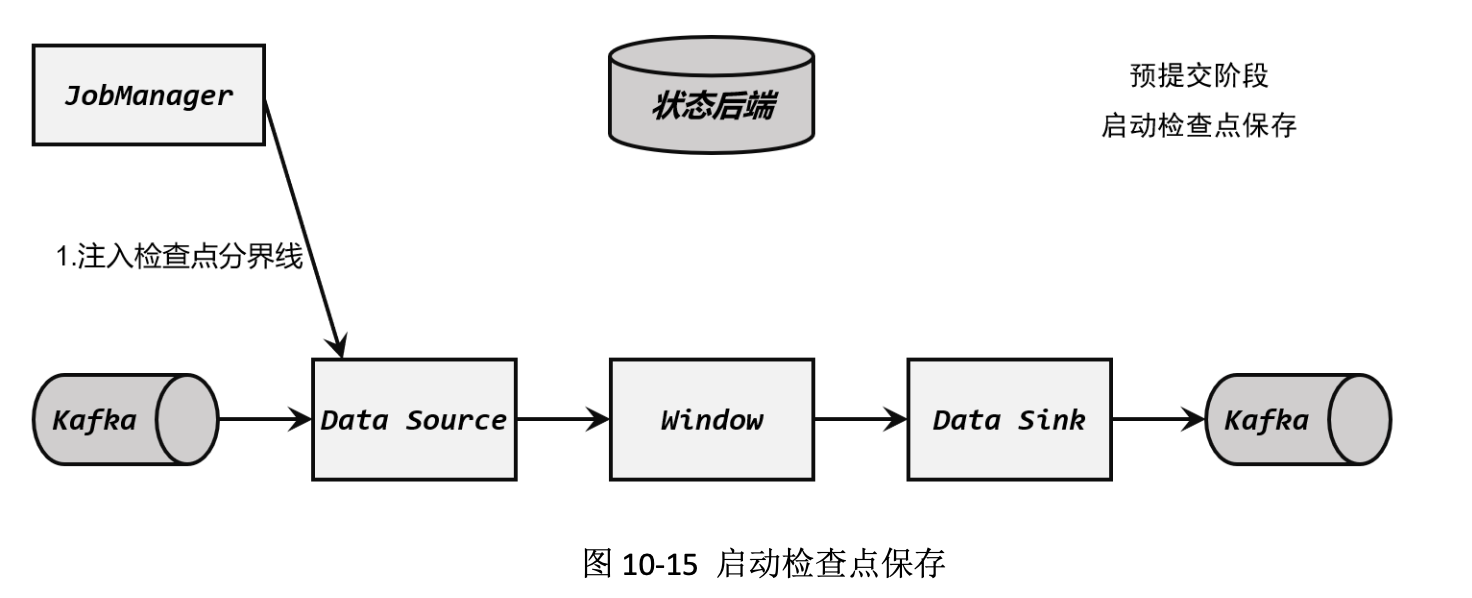 JobManager
状态后端
预提交阶段
启动检查点保存
1.注入检查点分界线
Kafka
Data Source
Window
Data Sink
Kafka
图 10-15 启动检查点保存